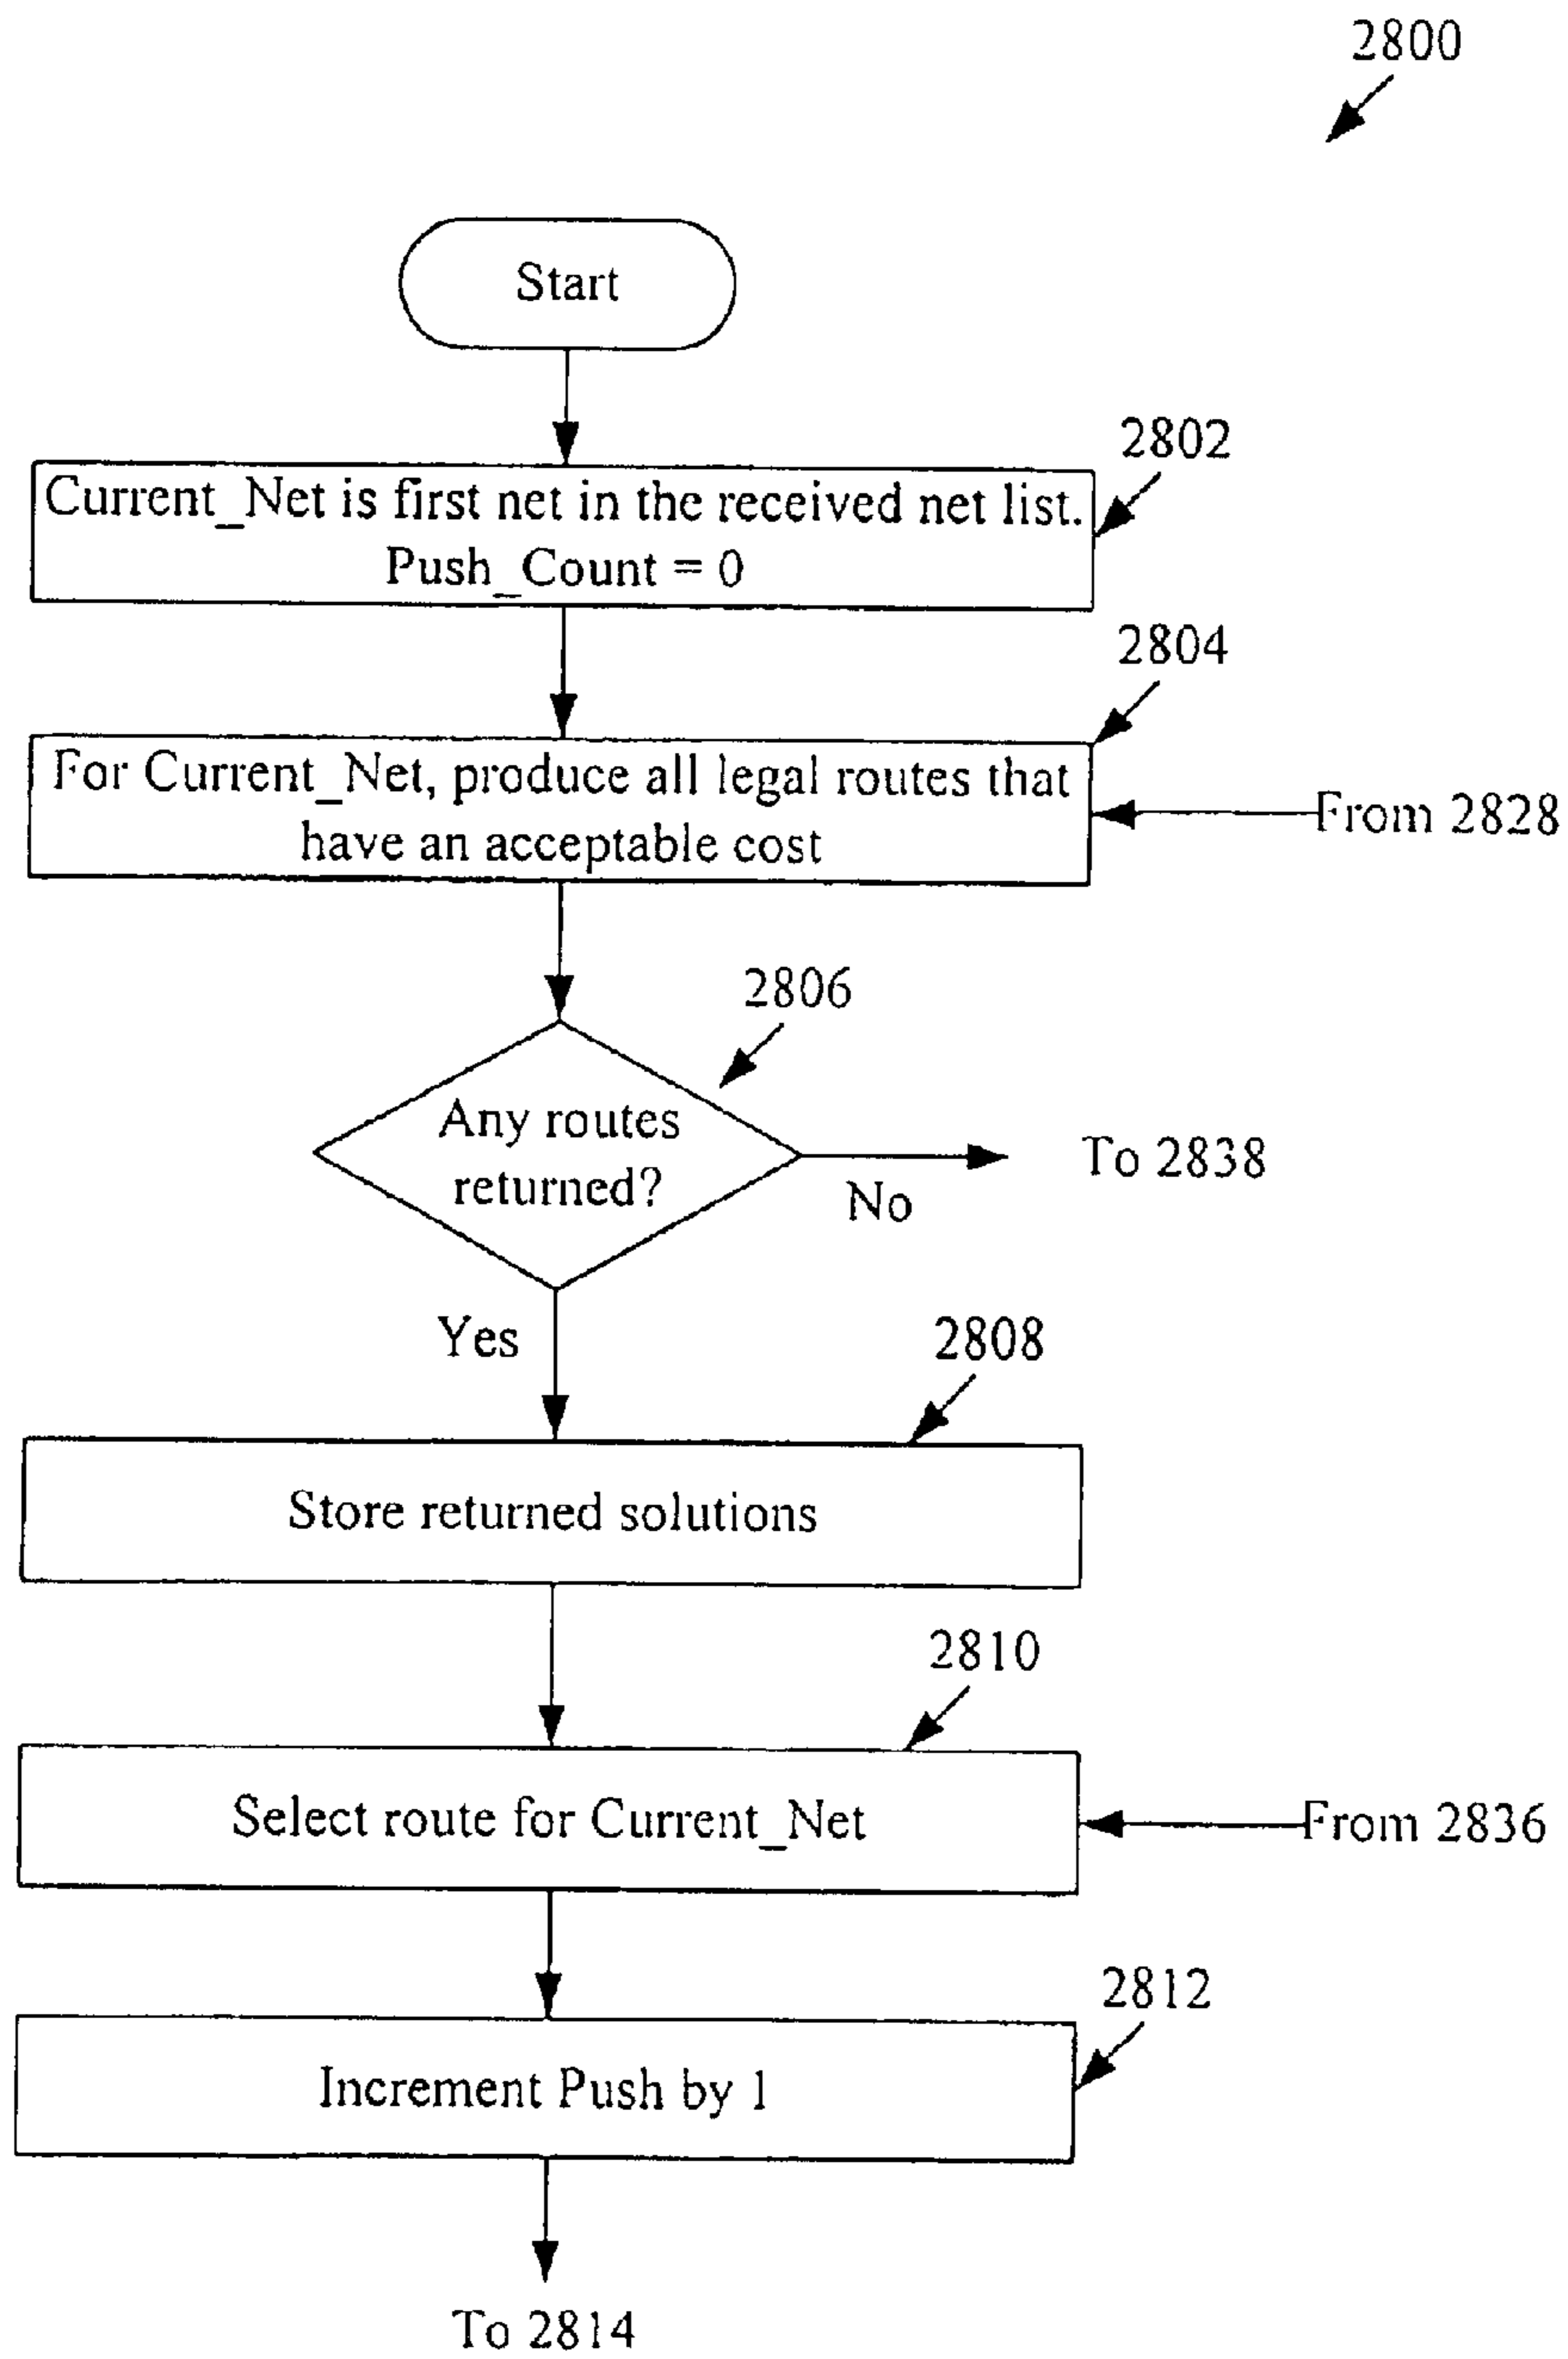 2800
Start
2802
Current_Net is first net in the received net list.
Push_Count = 0
2804
For Current_Net, produce all legal routes that
have an acceptable cost
From 2828
2806
Any routes
returned?
To 2838
No
Yes
2808
Store returned solutions
2810
Select route for Current_Net
From 2836
2812
Increment Push by 1
To 2814